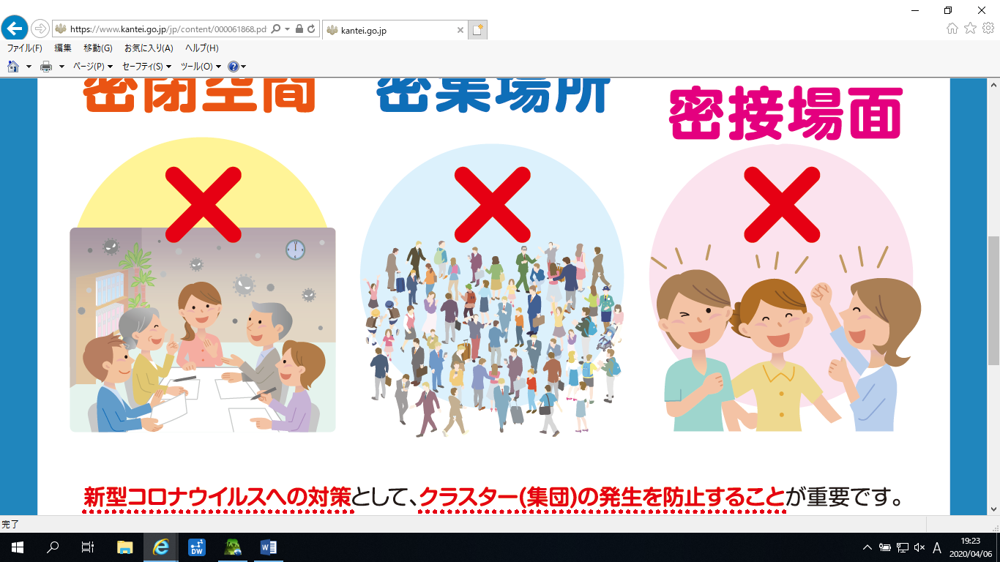 https://www.kantei.go.jp/jp/content/000061868.pd
kantei.go.jp
ファイル(F) 編集 移動(G) お気に入り(A) ヘルプ(H)
ページ(P) セーフティ(S) ツール(O)
密閉空間
密集場所
密接場面
新型コロナウイルスへの対策として、クラスター(集団)の発生を防止することが重要です。
完了
DW
A
19:23
2020/04/06